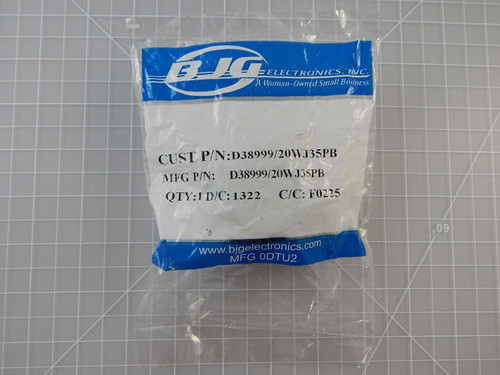 BJG
ELECTRONICS, INC.
A Woman-Owned Small Business
CUST P/N:D38999/20WJ35PB
MFG P/N: D38999/20WJ35PB
QTY:1 D/C:1322 C/C: F0225
www.bjgelectronics.com
MFG 0DTU2
.09